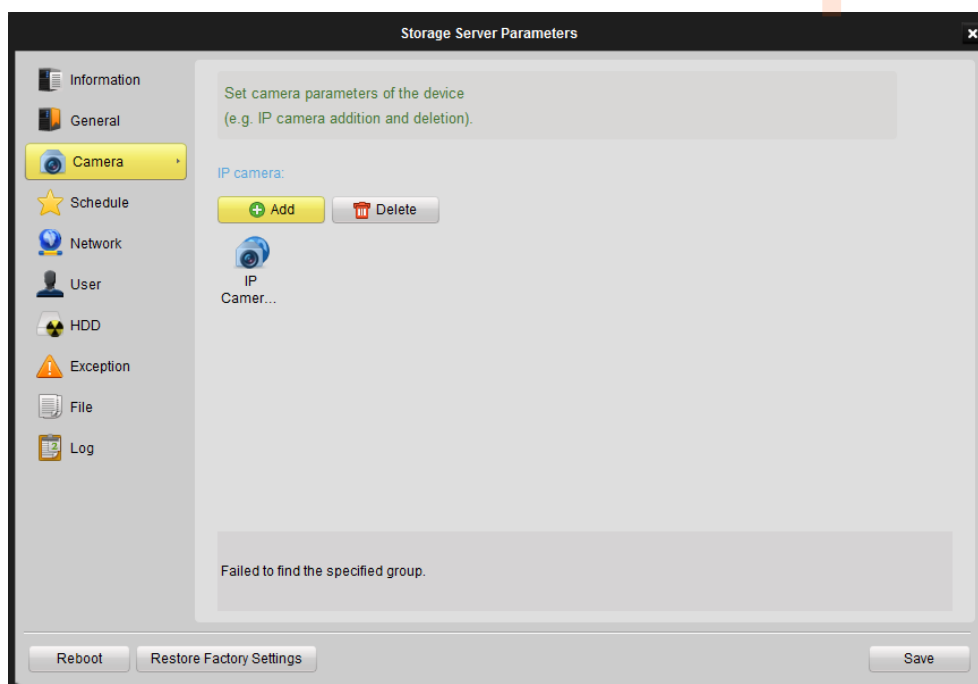 Storage Server Parameters
Information
General
Camera
Schedule
Network
User
HDD
Exception
File
Log
Set camera parameters of the device
(e.g. IP camera addition and deletion).
IP camera:
Add
Delete
IP
Camer...
Failed to find the specified group.
Reboot
Restore Factory Settings
Save